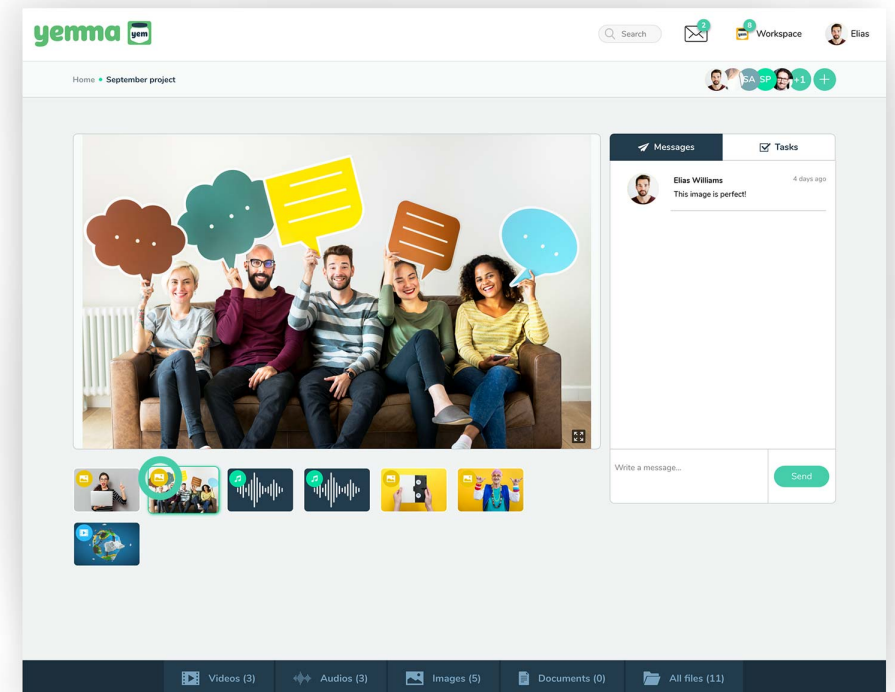 yemma yem
Search
2
8
yem
Workspace
Elias
Home • September project
SA SP +1 +
Messages
Tasks
Elias Williams
4 days ago
This image is perfect!
Write a message...
Send
Videos (3)
Audios (3)
Images (5)
Documents (0)
All files (11)